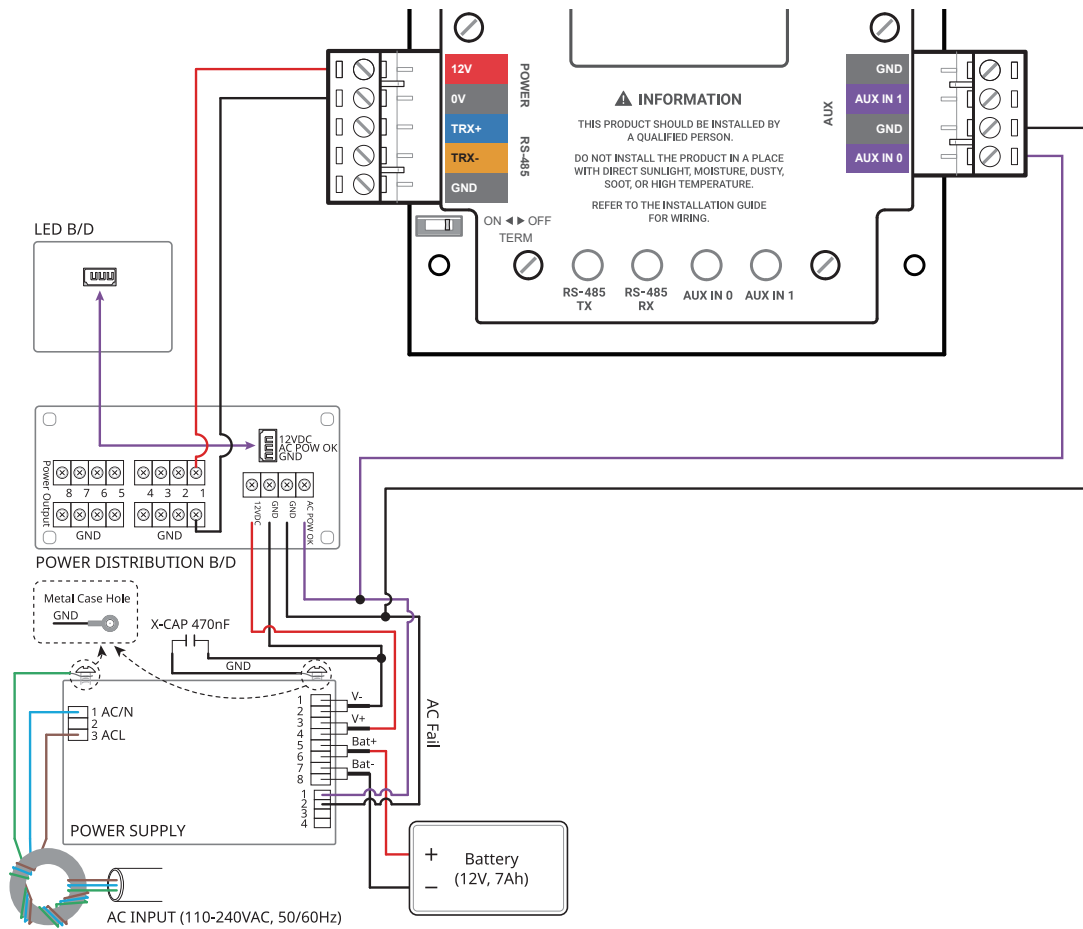 12V
0V
TRX+
TRX-
GND
POWER
RS-485
INFORMATION
THIS PRODUCT SHOULD BE INSTALLED BY
A QUALIFIED PERSON.
DO NOT INSTALL THE PRODUCT IN A PLACE
WITH DIRECT SUNLIGHT, MOISTURE, DUSTY,
SOOT, OR HIGH TEMPERATURE.
REFER TO THE INSTALLATION GUIDE
FOR WIRING.
AUX
GND
AUX IN 1
GND
AUX IN 0
ON ◄► OFF
TERM
RS-485
TX
RS-485
RX
AUX IN 0
AUX IN 1
LED B/D
12VDC
AC POW OK
GND
Power Output
8 7 6 5
4 3 2 1
GND
GND
12VDC
GND
GND
AC POW OK
POWER DISTRIBUTION B/D
Metal Case Hole
GND
X-CAP 470nF
GND
1 AC/N
2
3 ACL
1
2
3
4
5
6
7
8
V-
V+
Bat+
Bat-
1
2
3
4
AC Fail
POWER SUPPLY
+
-
Battery
(12V, 7Ah)
AC INPUT (110-240VAC, 50/60Hz)